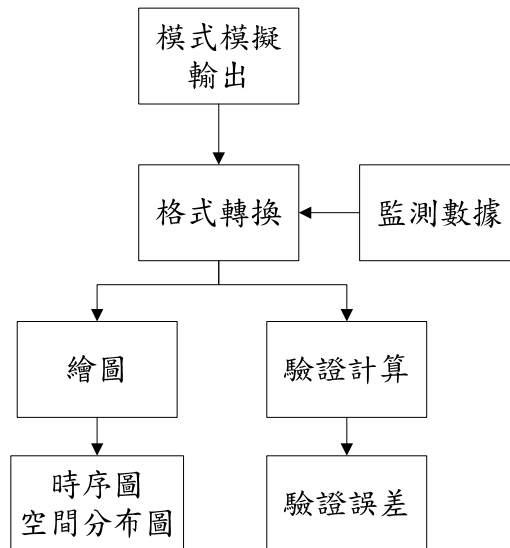 模式模擬
輸出
格式轉換
監測數據
繪圖
驗證計算
時序圖
空間分布圖
驗證誤差